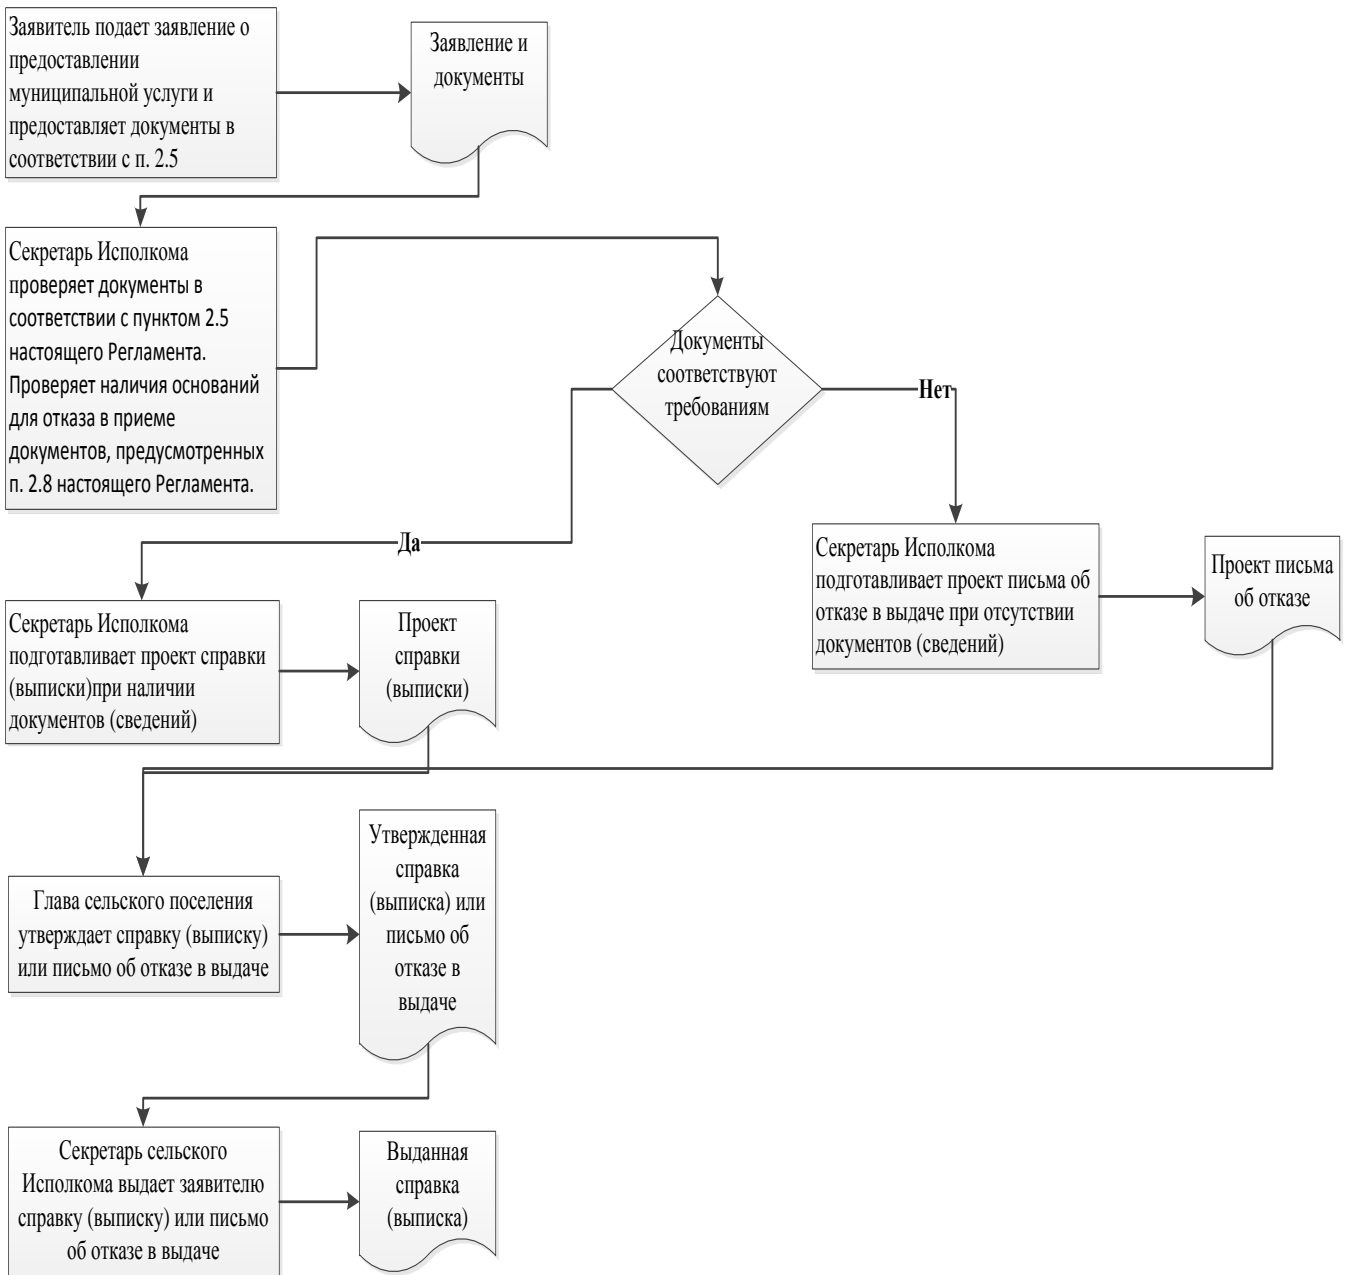 Заявитель подает заявление о
предоставлении
муниципальной услуги и
предоставляет документы в
соответствии с п. 2.5
Заявление и
документы
Секретарь Исполкома
проверяет документы в
соответствии с пунктом 2.5
настоящего Регламента.
Проверяет наличия оснований
для отказа в приеме
документов, предусмотренных
п. 2.8 настоящего Регламента.
Документы
соответствуют
требованиям
Нет
Да
Секретарь Исполкома
подготавливает проект письма об
отказе в выдаче при отсутствии
документов (сведений)
Проект письма
об отказе
Секретарь Исполкома
подготавливает проект справки
(выписки)при наличии
документов (сведений)
Проект
справки
(выписки)
Глава сельского поселения
утверждает справку (выписку)
или письмо об отказе в выдаче
Утвержденная
справка
(выписка) или
письмо об
отказе в
выдаче
Секретарь сельского
Исполкома выдает заявителю
справку (выписку) или письмо
об отказе в выдаче
Выданная
справка
(выписка)